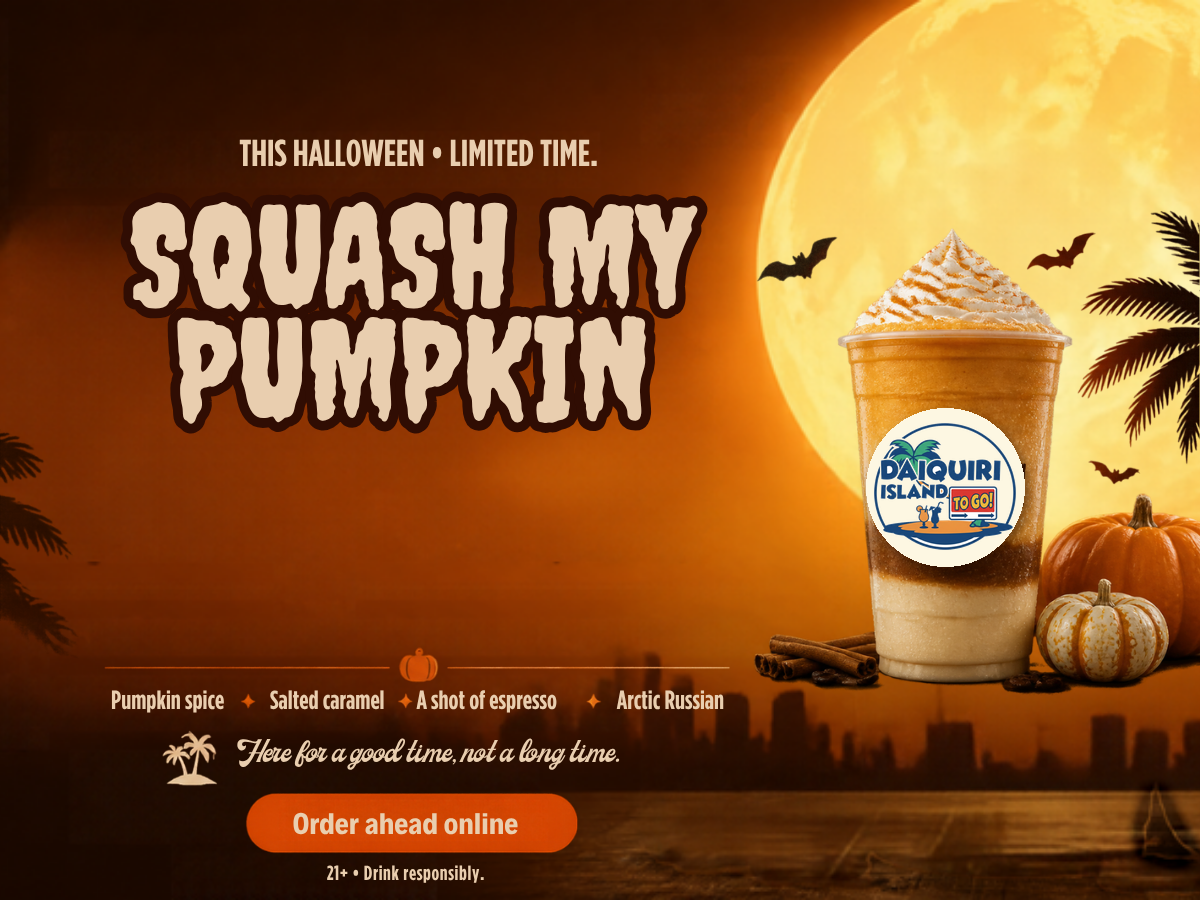 THIS HALLOWEEN • LIMITED TIME.
SQUASH MY
PUMPKIN
DAIQUIRI
ISLAND
TO GO!
Pumpkin spice ✦ Salted caramel ✦ A shot of espresso ✦ Arctic Russian
Here for a good time, not a long time.
Order ahead online
21+ • Drink responsibly.